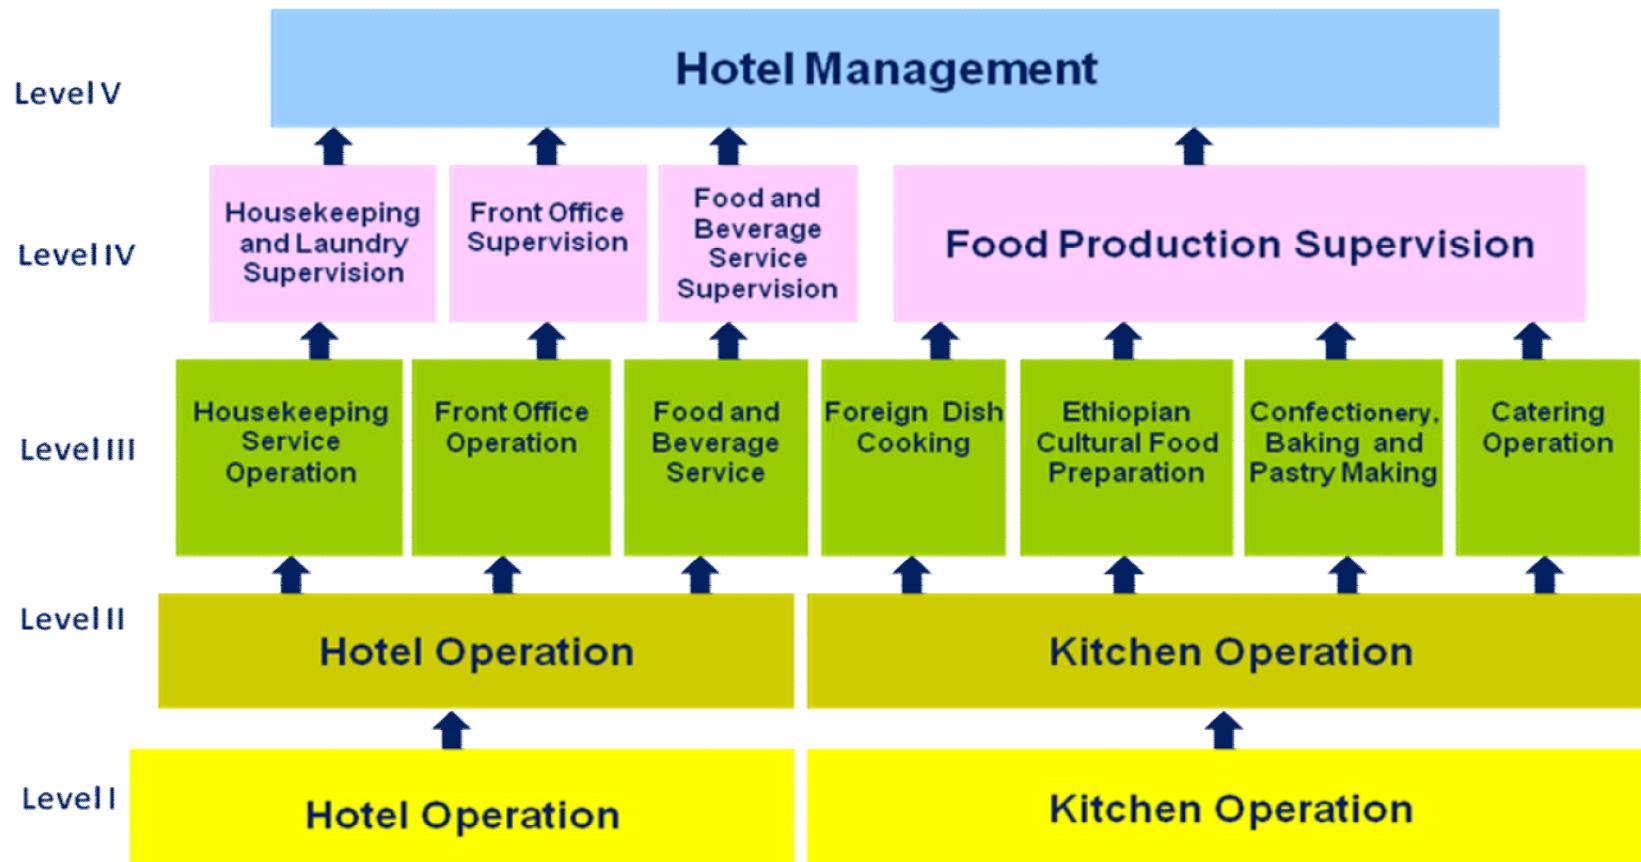 Hotel Management
Level V
Housekeeping
and Laundry
Supervision
Front Office
Supervision
Food and
Beverage
Service
Supervision
Food Production Supervision
Level IV
Housekeeping
Service
Operation
Front Office
Operation
Food and
Beverage
Service
Foreign Dish
Cooking
Ethiopian
Cultural Food
Preparation
Confectionery,
Baking and
Pastry Making
Catering
Operation
Level III
Level II
Hotel Operation
Kitchen Operation
Level I
Hotel Operation
Kitchen Operation